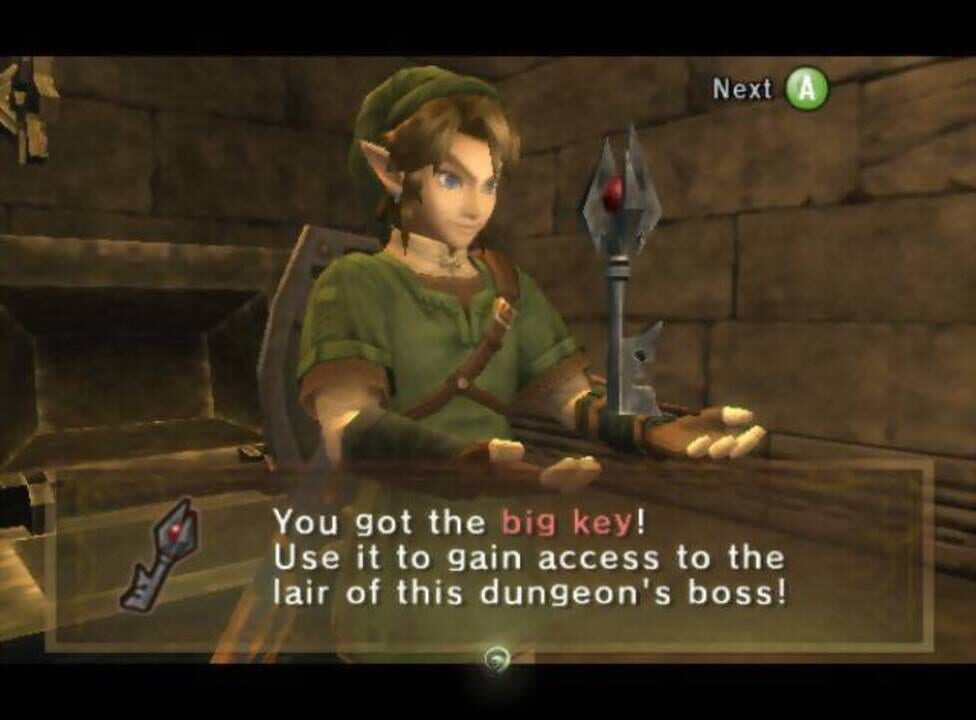 Next A
You got the big key!
Use it to gain access to the
lair of this dungeon's boss!